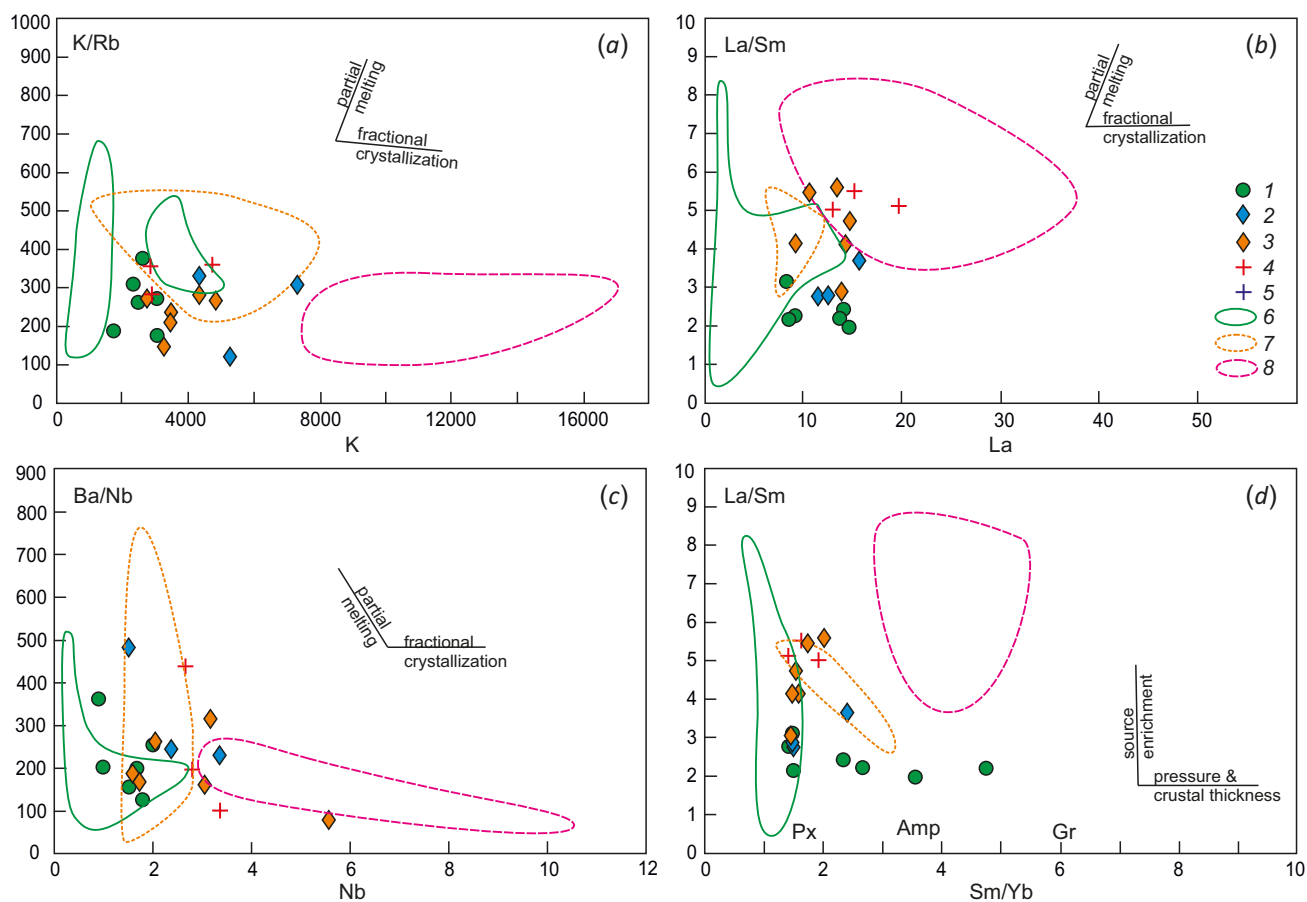 1000
900
800
700
600
500
400
300
200
100
0
K/Rb
(a)
partial
melting
fractional
crystallization
0
4000
8000
12000
16000
K
10
9
8
7
6
5
4
3
2
1
0
La/Sm
(b)
partial
melting
fractional
crystallization
1
2
3
4
5
6
7
8
0
10
20
30
40
50
La
900
800
700
600
500
400
300
200
100
0
Ba/Nb
(c)
partial
melting
fractional
crystallization
0
2
4
6
8
10
12
Nb
10
9
8
7
6
5
4
3
2
1
0
La/Sm
(d)
source
enrichment
pressure &
crustal thickness
Px
Amp
Gr
0
2
4
6
8
10
Sm/Yb